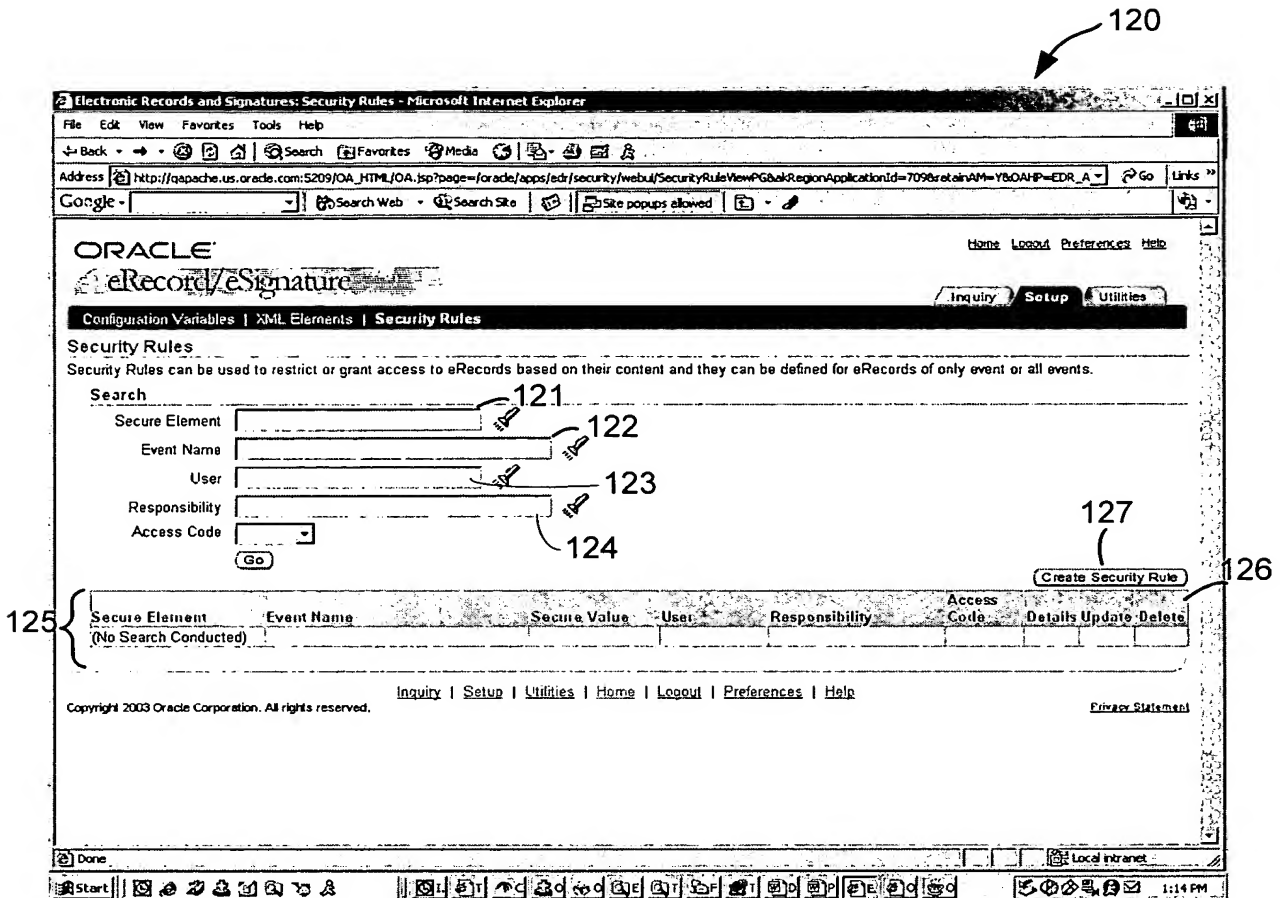 120
Electronic Records and Signatures: Security Rules - Microsoft Internet Explorer
File Edit View Favorites Tools Help
Back Search Favorites Media
Address http://qapache.us.oracle.com:5209/OA_HTML/OA.jsp?page=/oracle/apps/edr/security/webui/SecurityRuleViewPG&akRegionApplicationId=709&retainAM=Y&OAHP=EDR_A Go Links »
Google Search Web Search Site Site popups allowed
ORACLE
Home Logout Preferences Help
eRecord/eSignature
Inquiry Setup Utilities
Configuration Variables | XML Elements | Security Rules
Security Rules
Security Rules can be used to restrict or grant access to eRecords based on their content and they can be defined for eRecords of only event or all events.
Search
121
Secure Element
122
Event Name
User
123
Responsibility
124
Access Code
Go
127
Create Security Rule
126
125
Secure Element Event Name Secure Value User Responsibility Access Code Details Update Delete
(No Search Conducted)
Inquiry | Setup | Utilities | Home | Logout | Preferences | Help
Copyright 2003 Oracle Corporation. All rights reserved.
Privacy Statement
Done
Local intranet
Start
1:14 PM